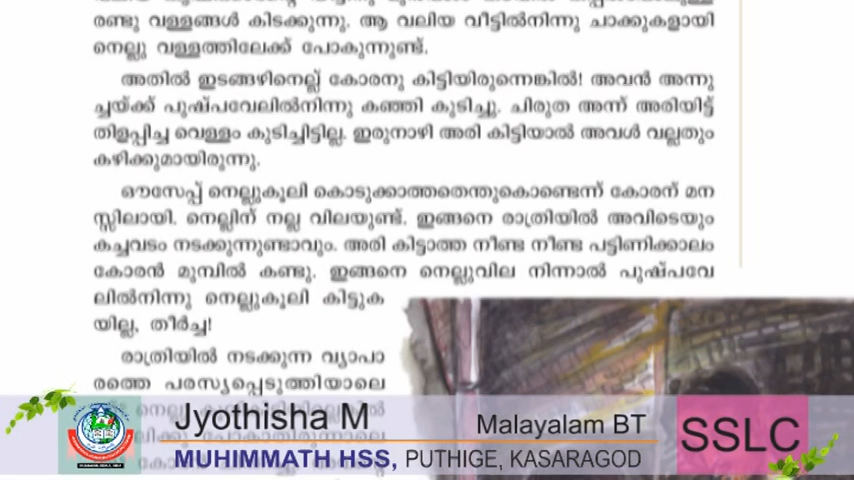 രണ്ടു വള്ളങ്ങൾ കിടക്കുന്നു. ആ വലിയ വീട്ടിൽനിന്നു ചാക്കുകളായി
നെല്ലു വള്ളത്തിലേക്ക് പോകുന്നുണ്ട്.
അതിൽ ഇടങ്ങഴിനെല്ല് കോരനു കിട്ടിയിരുന്നെങ്കിൽ! അവൻ അന്നു
ച്ചയ്ക്ക് പുഷ്പവേലിൽനിന്നു കഞ്ഞി കുടിച്ചു. ചിരുത അന്ന് അരിയിട്ട്
തിളപ്പിച്ച വെള്ളം കുടിച്ചിട്ടില്ല. ഇരുനാഴി അരി കിട്ടിയാൽ അവൾ വല്ലതും
കഴിക്കുമായിരുന്നു.
ഔസേപ്പ് നെല്ലുകൂലി കൊടുക്കാത്തതെന്തുകൊണ്ടെന്ന് കോരന് മന
സ്സിലായി. നെല്ലിന് നല്ല വിലയുണ്ട്. ഇങ്ങനെ രാത്രിയിൽ അവിടെയും
കച്ചവടം നടക്കുന്നുണ്ടാവും. അരി കിട്ടാത്ത നീണ്ട നീണ്ട പട്ടിണിക്കാലം
കോരൻ മുമ്പിൽ കണ്ടു. ഇങ്ങനെ നെല്ലുവില നിന്നാൽ പുഷ്പവേ
ലിൽനിന്നു നെല്ലുകൂലി കിട്ടുക
യില്ല, തീർച്ച!
രാത്രിയിൽ നടക്കുന്ന വ്യാപാ
രത്തെ പരസ്യപ്പെടുത്തിയാലെ
Jyothisha M
Malayalam BT
MUHIMMATH HSS, PUTHIGE, KASARAGOD
SSLC